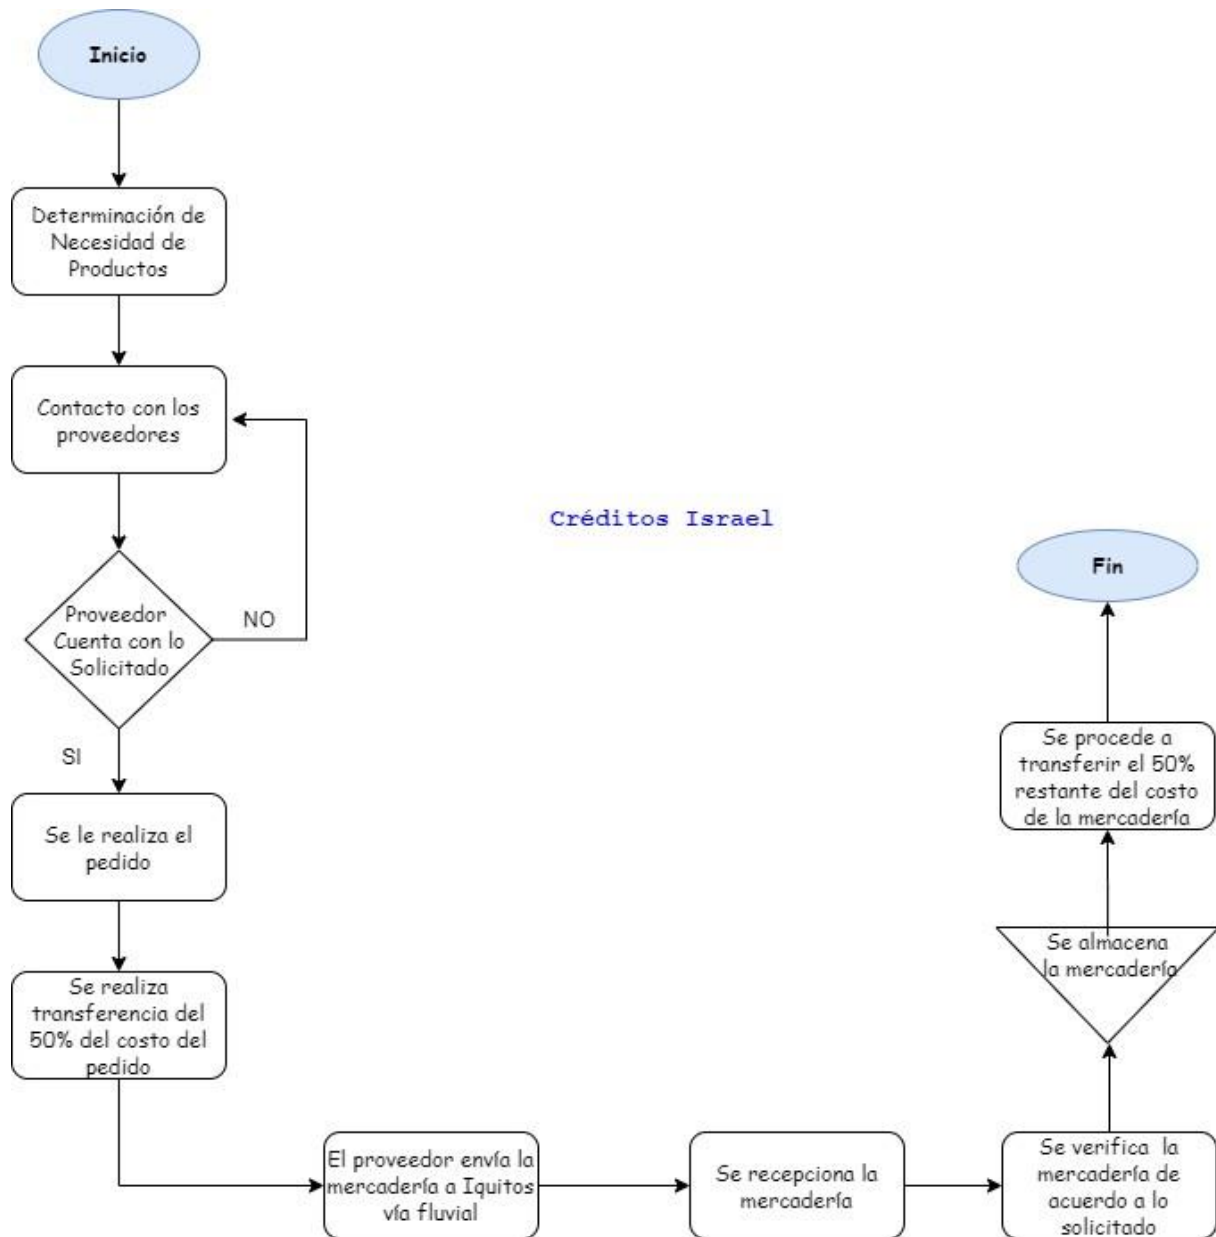 Inicio
Determinación de
Necesidad de
Productos
Contacto con los
proveedores
Proveedor
Cuenta con lo
Solicitado
NO
SI
Se le realiza el
pedido
Se realiza
transferencia del
50% del costo del
pedido
El proveedor envía la
mercadería a Iquitos
vía fluvial
Se recepciona la
mercadería
Se verifica la
mercadería de
acuerdo a lo
solicitado
Se almacena
la mercadería
Se procede a
transferir el 50%
restante del costo
de la mercadería
Fin
Créditos Israel